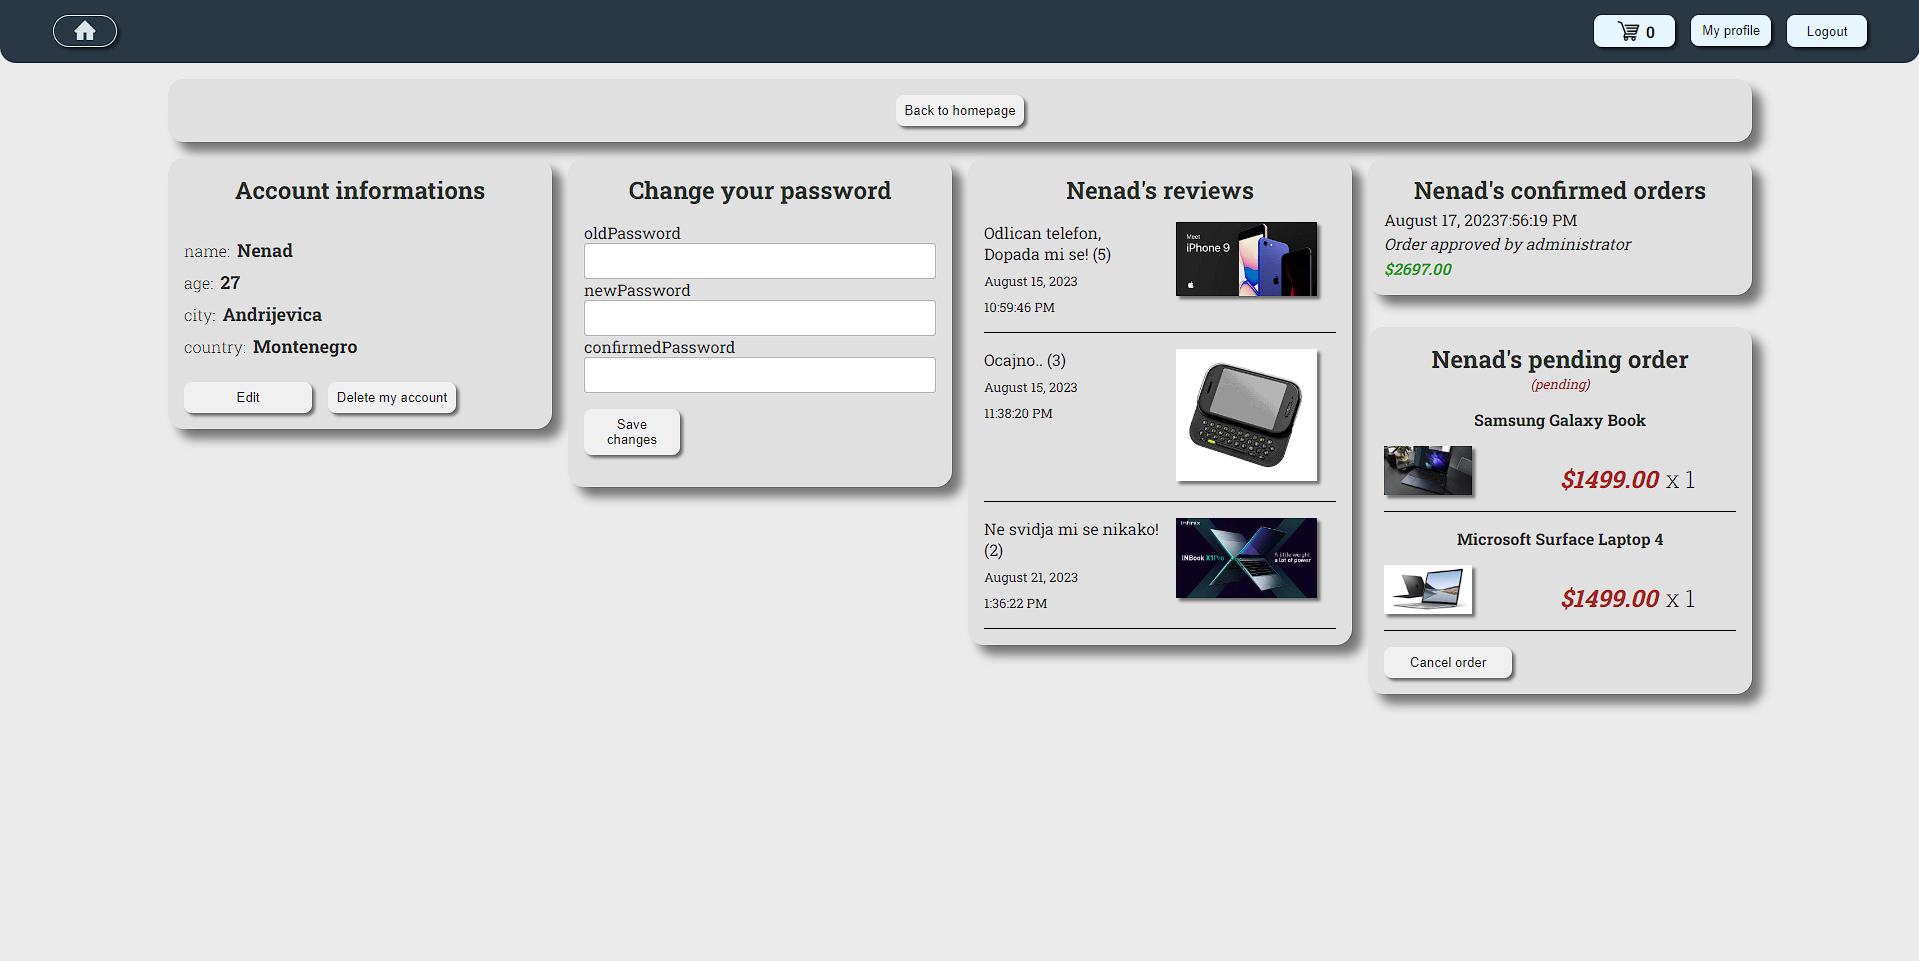 0
My profile
Logout
Back to homepage
Account informations
name: Nenad
age: 27
city: Andrijevica
country: Montenegro
Edit
Delete my account
Change your password
oldPassword
newPassword
confirmedPassword
Save
changes
Nenad's reviews
Odlican telefon,
Dopada mi se! (5)
August 15, 2023
10:59:46 PM
Meet
iPhone 9
Ocajno.. (3)
August 15, 2023
11:38:20 PM
Ne svidja mi se nikako!
(2)
August 21, 2023
1:36:22 PM
Infinix
INBook X1Pro
A little weight
a lot of power
Nenad's confirmed orders
August 17, 20237:56:19 PM
Order approved by administrator
$2697.00
Nenad's pending order
(pending)
Samsung Galaxy Book
$1499.00 x 1
Microsoft Surface Laptop 4
$1499.00 x 1
Cancel order